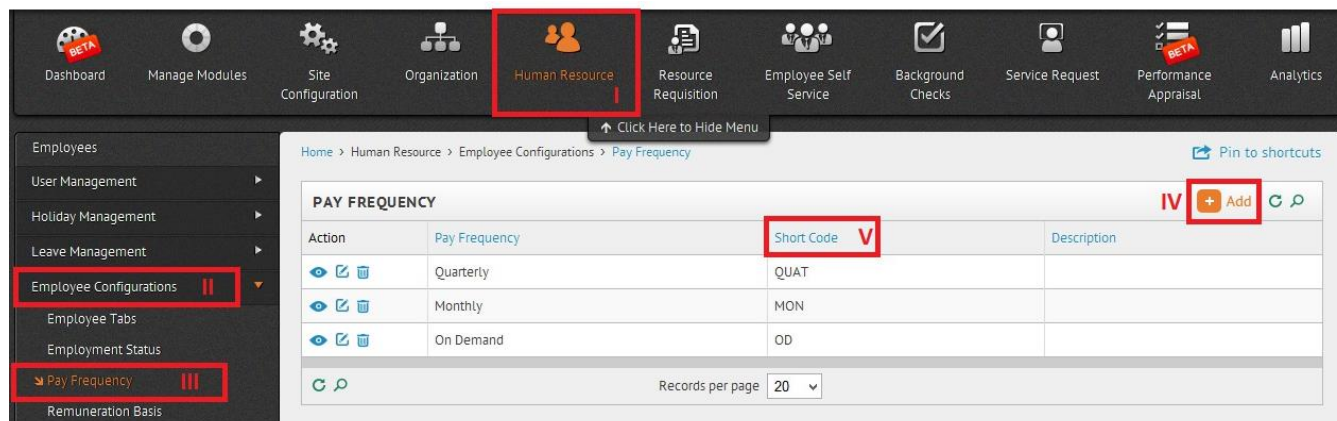 BETA
BETA
Dashboard
Manage Modules
Site
Configuration
Organization
Human Resource
I
Resource
Requisition
Employee Self
Service
Background
Checks
Service Request
Performance
Appraisal
Analytics
Click Here to Hide Menu
Employees
User Management
Holiday Management
Leave Management
Employee Configurations II
Employee Tabs
Employment Status
Pay Frequency III
Remuneration Basis
Home > Human Resource > Employee Configurations > Pay Frequency
Pin to shortcuts
PAY FREQUENCY
IV + Add
Action Pay Frequency Short Code V Description
Quarterly QUAT
Monthly MON
On Demand OD
Records per page 20